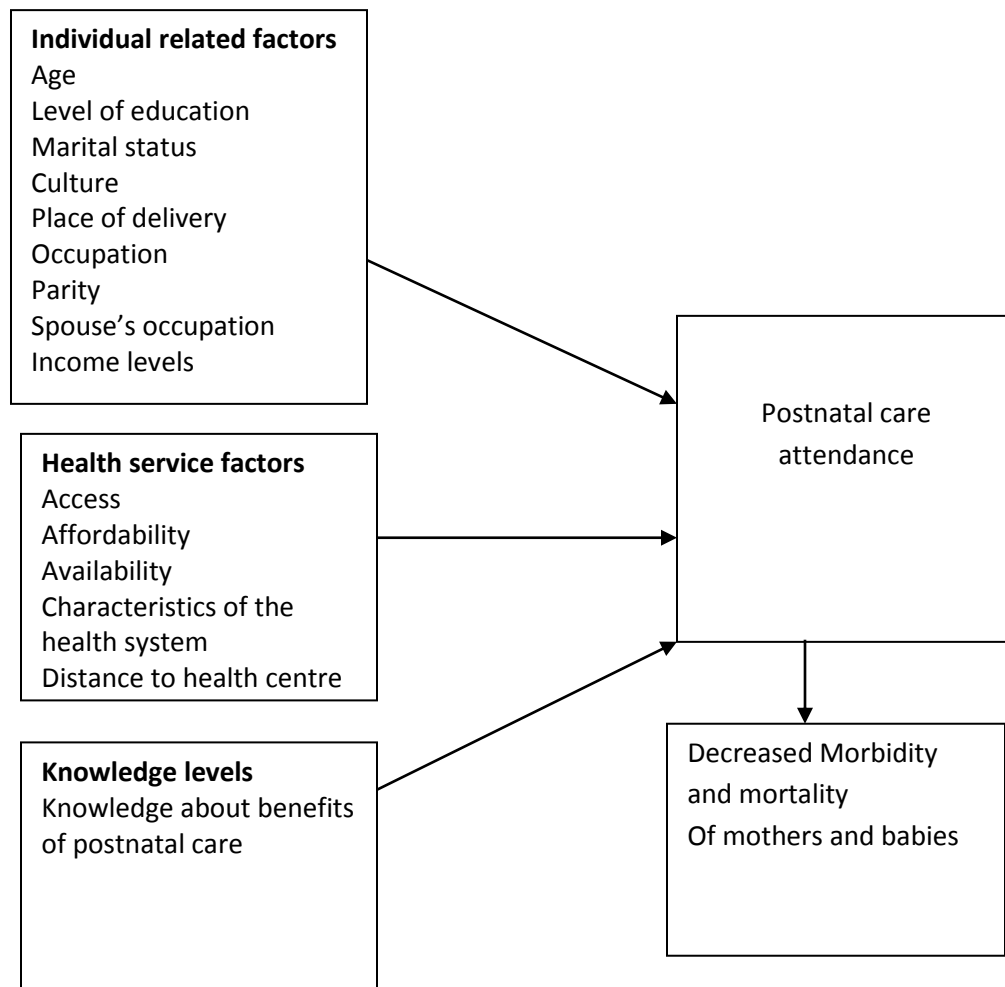 Individual related factors
Age
Level of education
Marital status
Culture
Place of delivery
Occupation
Parity
Spouse’s occupation
Income levels
Health service factors
Access
Affordability
Availability
Characteristics of the
health system
Distance to health centre
Knowledge levels
Knowledge about benefits
of postnatal care
Postnatal care
attendance
Decreased Morbidity
and mortality
Of mothers and babies